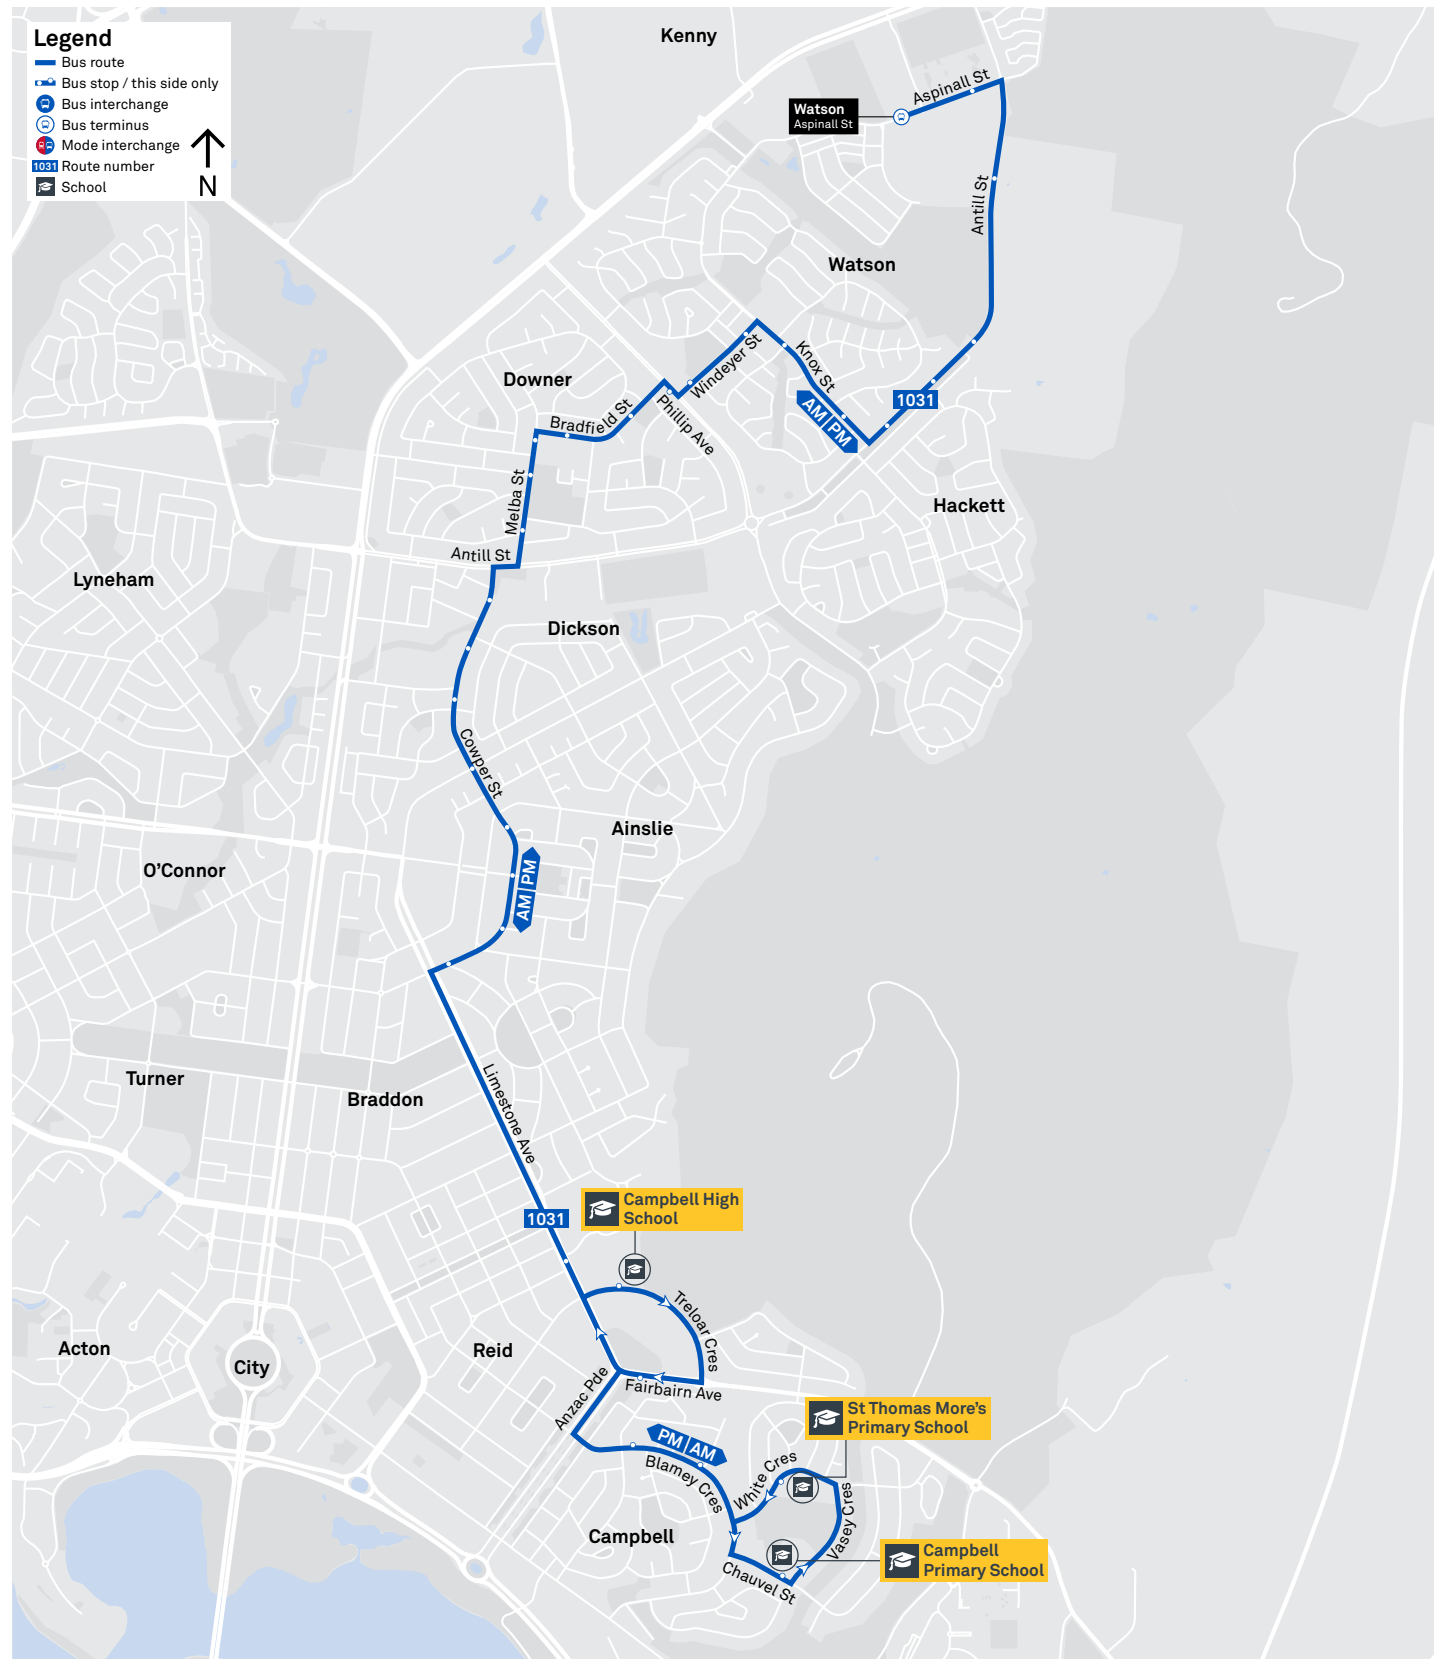 Legend
Bus route
Bus stop / this side only
Bus interchange
Bus terminus
Mode interchange
1031 Route number
School
N
Kenny
Aspinall St
Watson
Aspinall St
Antill St
Watson
Windeyer St
Knox St
Downer
1031
AM PM
Bradfield St
Phillip Ave
Melba St
Hackett
Antill St
Lyneham
Dickson
Cowper St
Ainslie
O'Connor
AM PM
Turner
Braddon
Limestone Ave
Campbell High
School
1031
Treloar Cres
Acton
City
Reid
Anzac Pde
Fairbairn Ave
St Thomas More's
Primary School
PM AM
Blamey Cres
White Cres
Vasey Cres
Campbell
Campbell
Primary School
Chauvel St